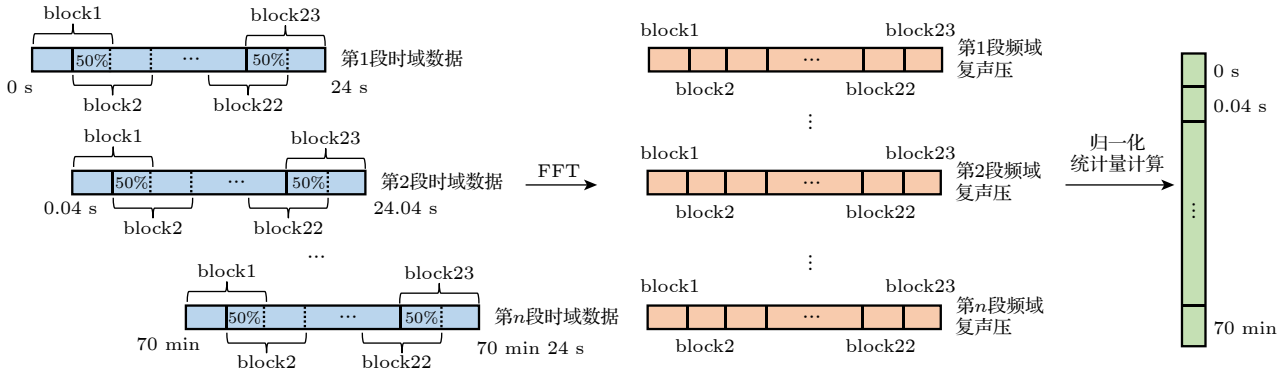 block1
block23
50%
...
50%
第1段时域数据
0 s
24 s
block2
block22
block1
block23
50%
...
50%
第2段时域数据
0.04 s
24.04 s
block2
block22
...
block1
block23
50%
...
50%
第n段时域数据
70 min
70 min 24 s
block2
block22
FFT
block1
block23
...
第1段频域
复声压
block2
block22
...
block1
block23
...
第2段频域
复声压
block2
block22
...
block1
block23
...
第n段频域
复声压
block2
block22
归一化
统计量计算
0 s
0.04 s
...
70 min